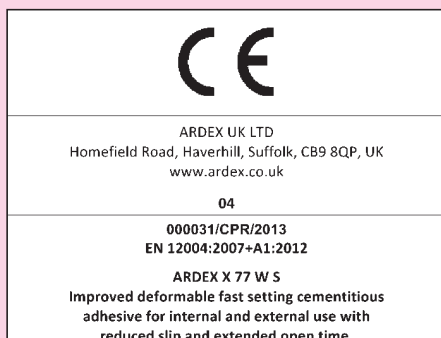 CE
ARDEX UK LTD
Homefield Road, Haverhill, Suffolk, CB9 8QP, UK
www.ardex.co.uk
04
000031/CPR/2013
EN 12004:2007+A1:2012
ARDEX X 77 W S
Improved deformable fast setting cementitious
adhesive for internal and external use with
reduced slip and extended open time